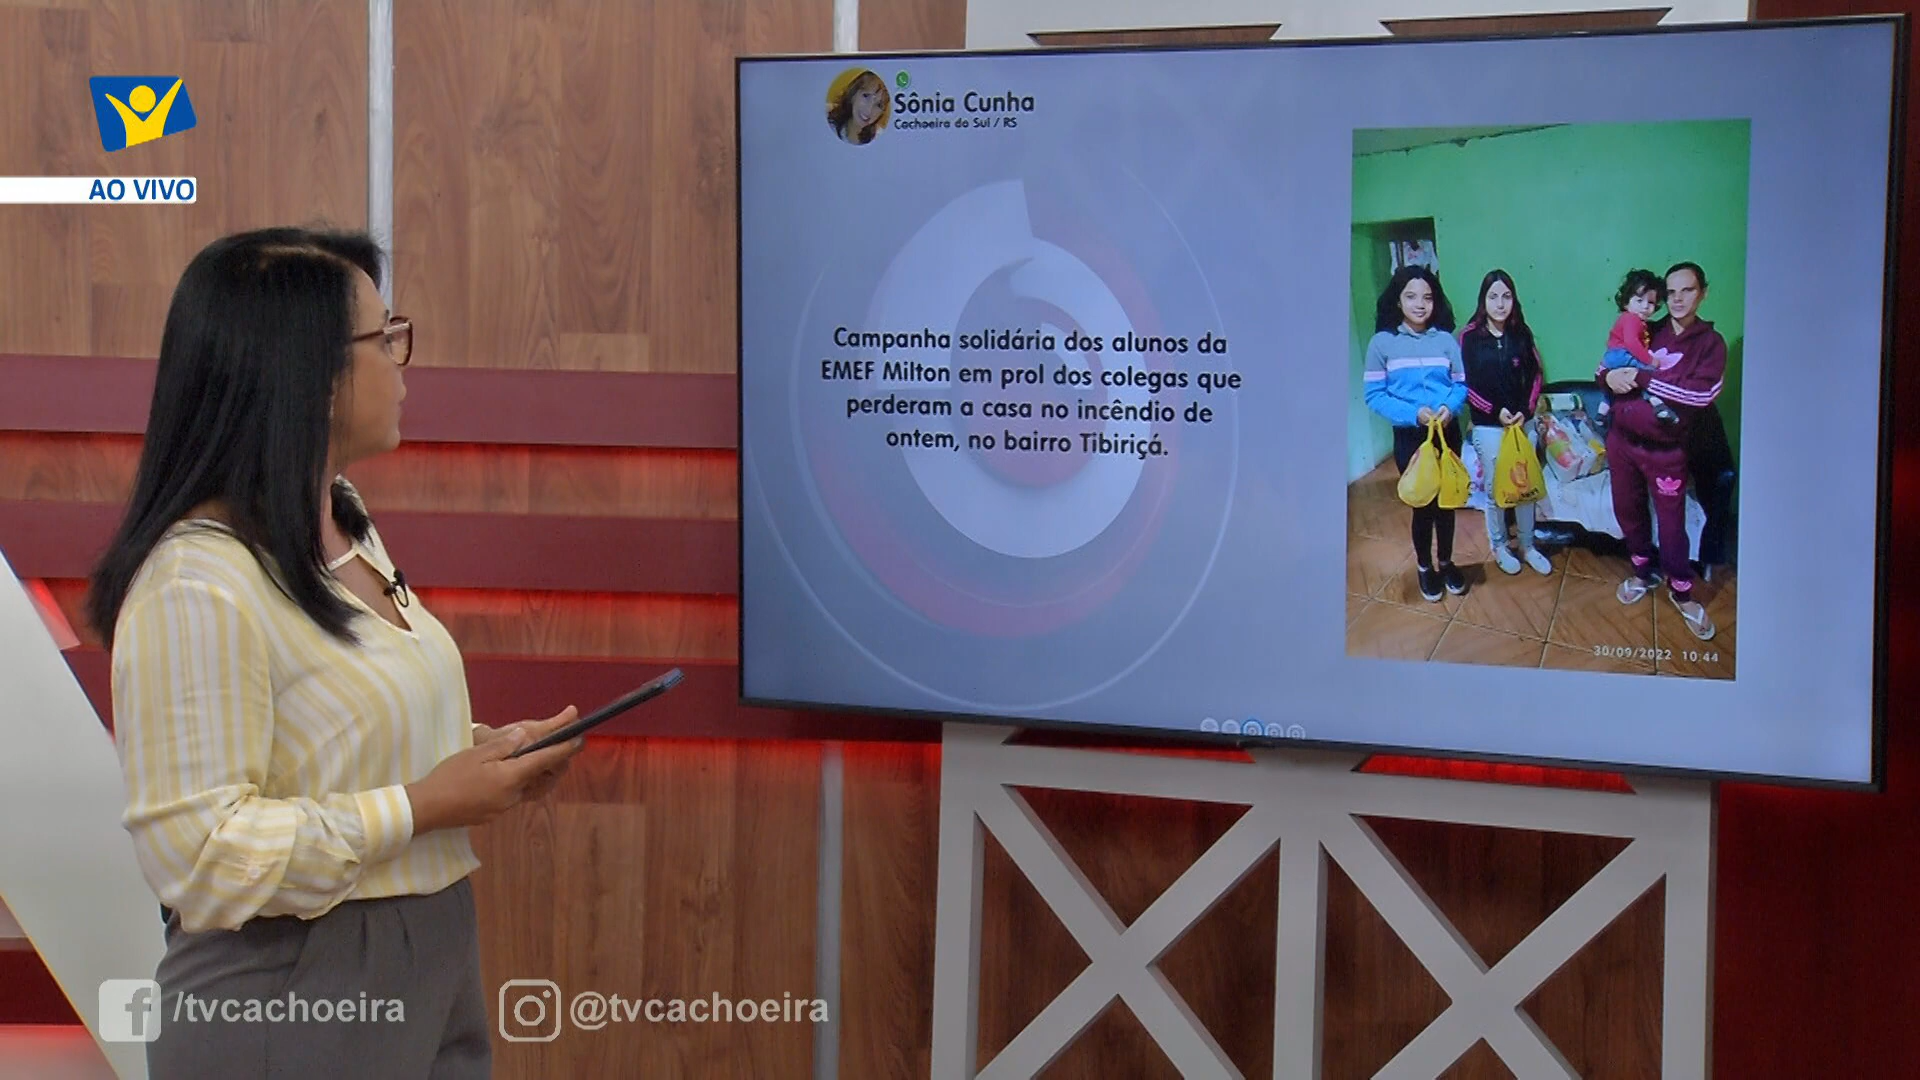 AO VIVO
Sônia Cunha
Cachoeira do Sul / RS
Campanha solidária dos alunos da
EMEF Milton em prol dos colegas que
perderam a casa no incêndio de
ontem, no bairro Tibiriçá.
30/09/2022 10:44
/tvcachoeira
@tvcachoeira